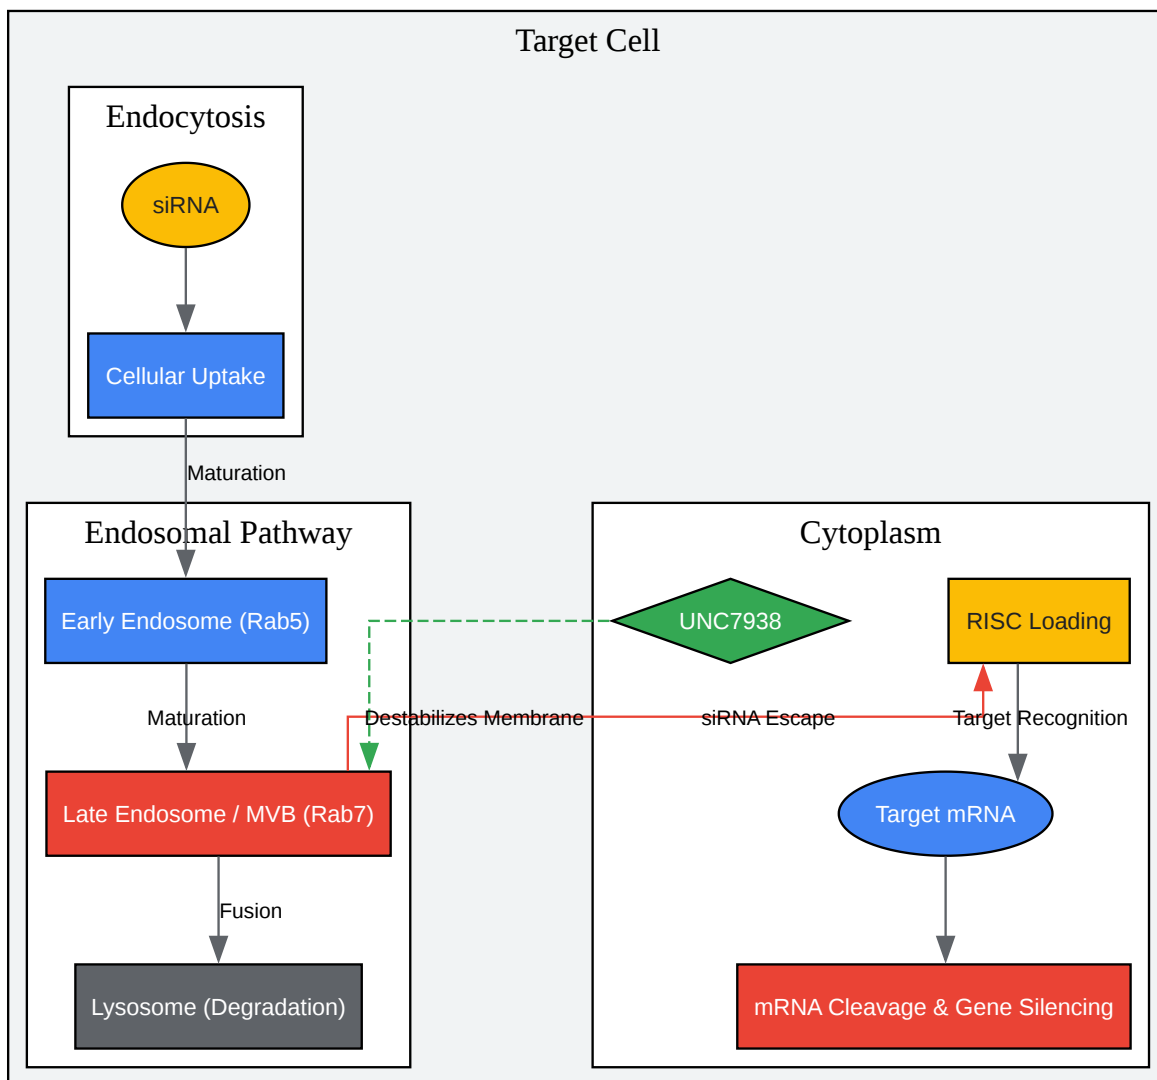 Target Cell
Endocytosis
siRNA
Cellular Uptake
Maturation
Endosomal Pathway
Early Endosome (Rab5)
Maturation
Late Endosome / MVB (Rab7)
Fusion
Lysosome (Degradation)
Destabilizes Membrane
siRNA Escape
Cytoplasm
UNC7938
RISC Loading
Target Recognition
Target mRNA
mRNA Cleavage & Gene Silencing